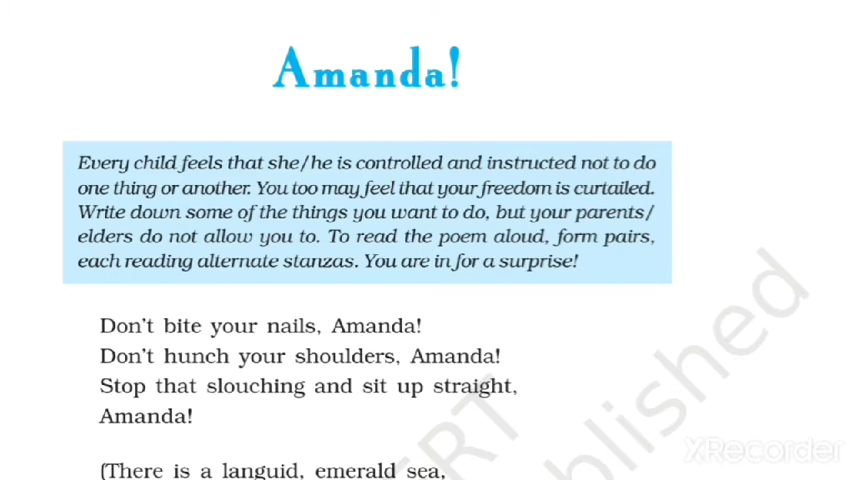 Amanda!
Every child feels that she/he is controlled and instructed not to do
one thing or another. You too may feel that your freedom is curtailed.
Write down some of the things you want to do, but your parents/
elders do not allow you to. To read the poem aloud, form pairs,
each reading alternate stanzas. You are in for a surprise!
Don't bite your nails, Amanda!
Don't hunch your shoulders, Amanda!
Stop that slouching and sit up straight,
Amanda!
(There is a languid, emerald sea,
XRecorder